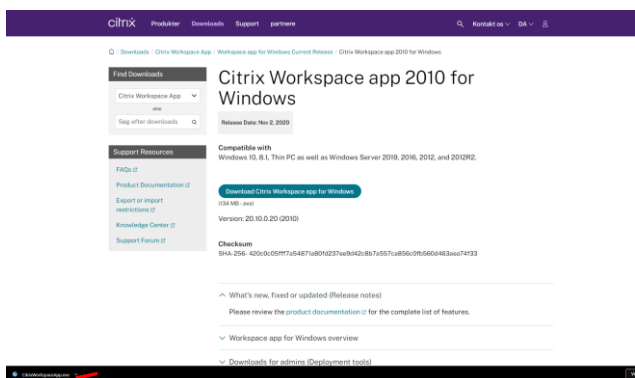 citrix Produkter Downloads Support partnere Kontakt os DA
/ Downloads / Citrix Workspace App / Workspace app for Windows Current Release / Citrix Workspace app 2010 for Windows
Find Downloads
Citrix Workspace App
eller
Søg efter downloads
Support Resources
FAQs
Product Documentation
Export or import
restrictions
Knowledge Center
Support Forum
Citrix Workspace app 2010 for
Windows
Release Date: Nov 2, 2020
Compatible with
Windows 10, 8.1, Thin PC as well as Windows Server 2019, 2016, 2012, and 2012R2.
Download Citrix Workspace app for Windows
(134 MB - .exe)
Version: 20.10.0.20 (2010)
Checksum
SHA-256-
What's new, fixed or updated (Release notes)
Please review the product documentation for the complete list of features.
Workspace app for Windows overview
Downloads for admins (Deployment tools)
CitrixWorkspaceApp.exe